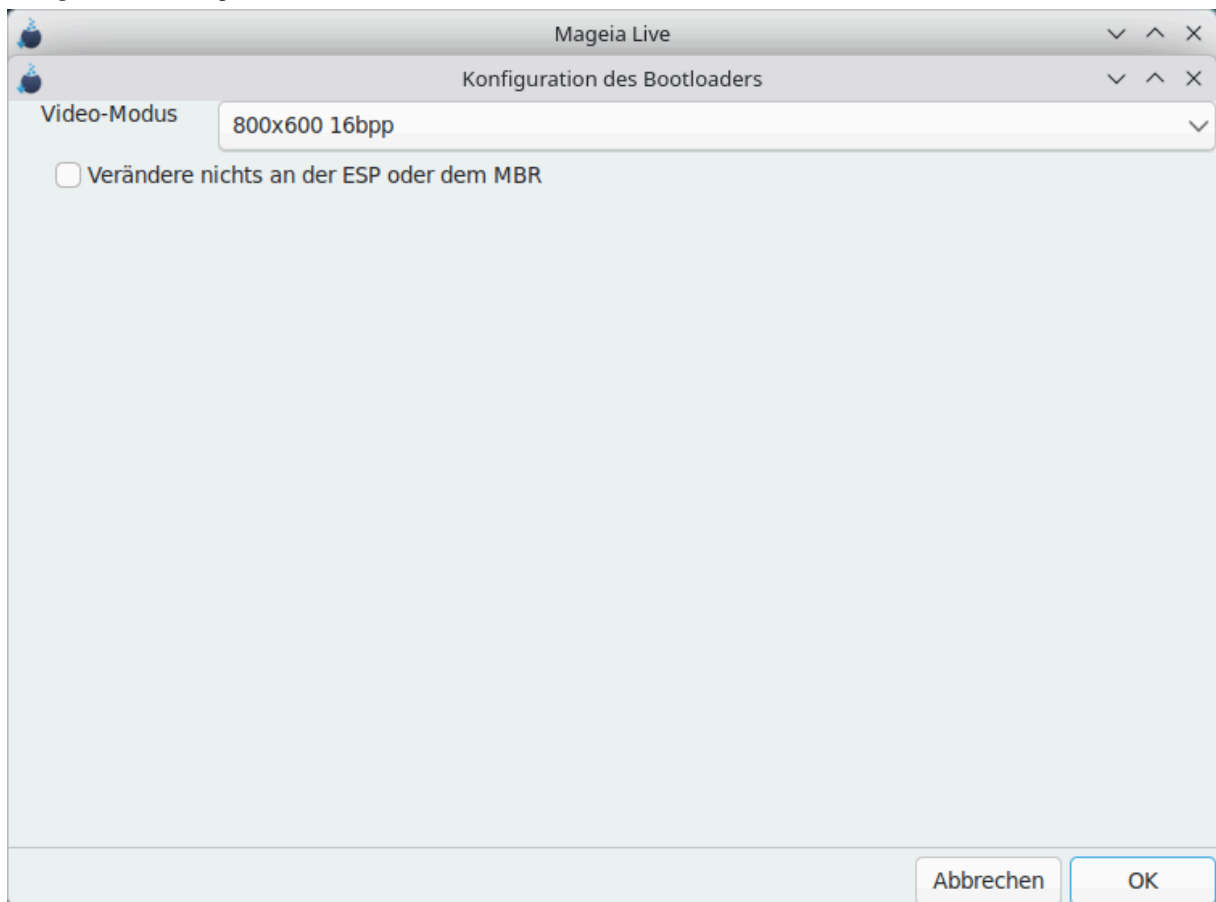 Mageia Live
Konfiguration des Bootloaders
Video-Modus
800x600 16bpp
Verändere nichts an der ESP oder dem MBR
Abbrechen
OK